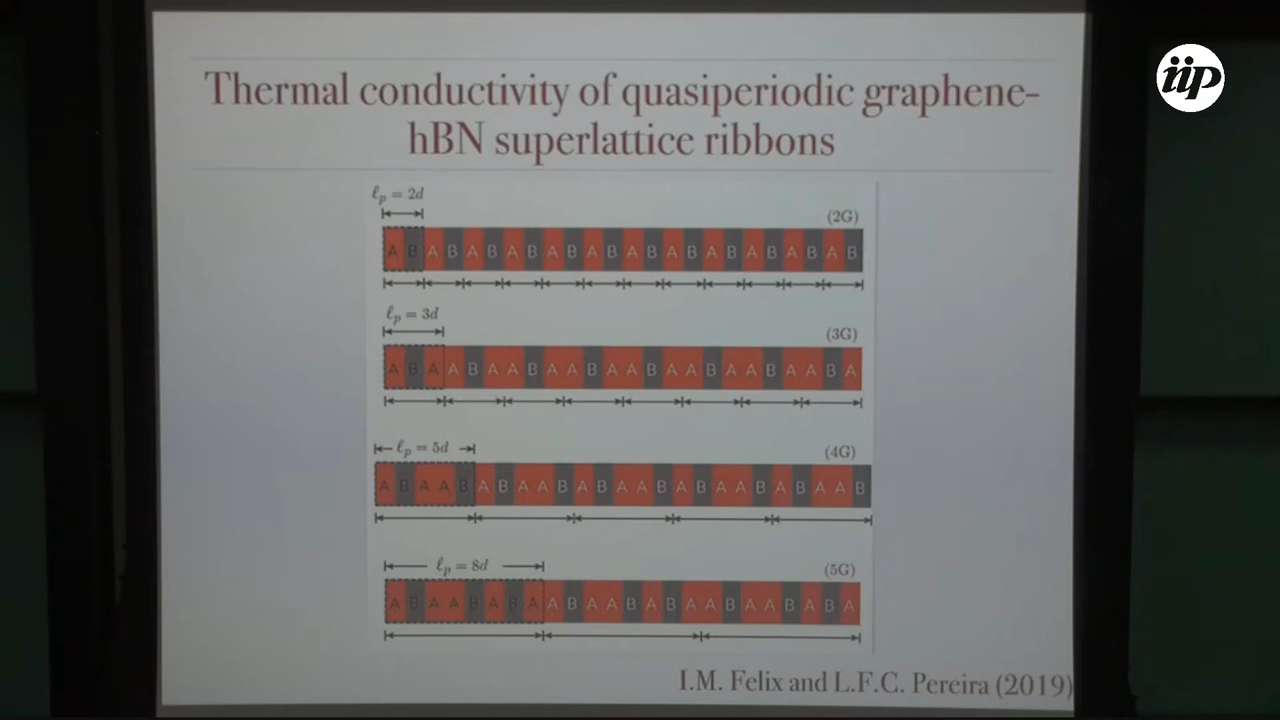 iip
Thermal conductivity of quasiperiodic graphene-
hBN superlattice ribbons
ℓp = 2d
(2G)
A B A B A B A B A B A B A B A B A B A B A B A B
ℓp = 3d
(3G)
A B A A B A A B A A B A A B A A B A A B A A B A
ℓp = 5d
(4G)
A B A A B A B A A B A B A A B A B A A B A B A A B
ℓp = 8d
(5G)
A B A A B A B A A B A A B A B A A B A A B A B A
I.M. Felix and L.F.C. Pereira (2019)